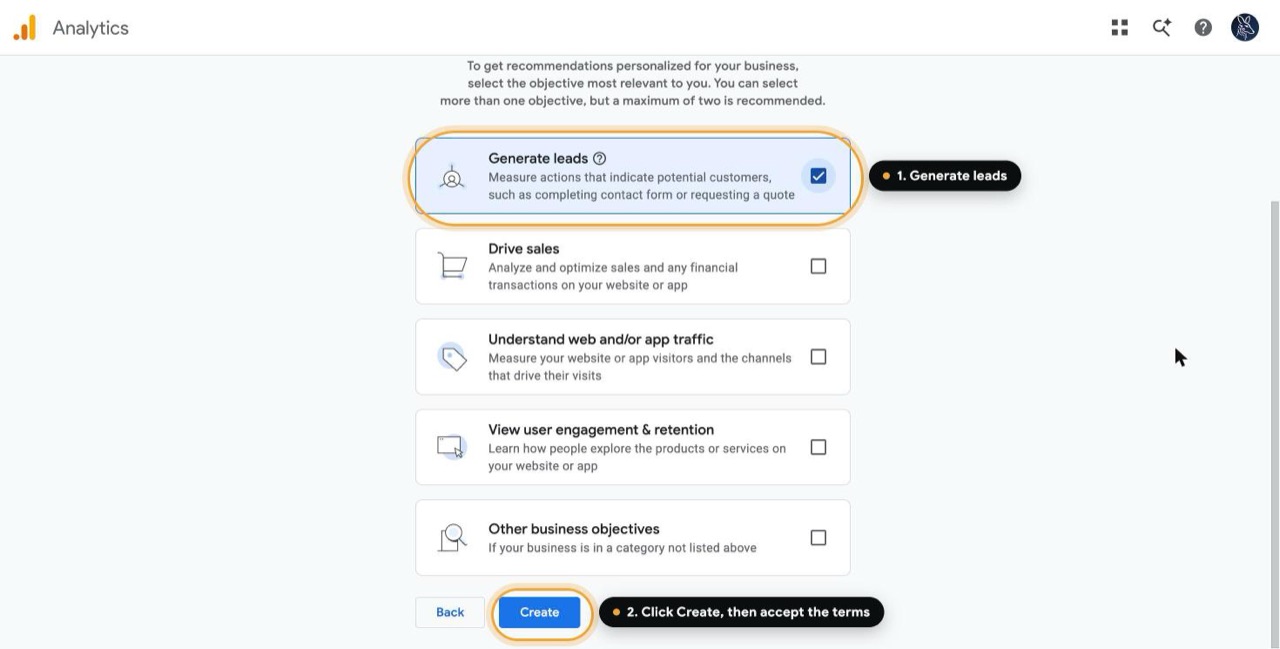 Analytics
To get recommendations personalized for your business,
select the objective most relevant to you. You can select
more than one objective, but a maximum of two is recommended.
Generate leads
Measure actions that indicate potential customers,
such as completing contact form or requesting a quote
1. Generate leads
Drive sales
Analyze and optimize sales and any financial
transactions on your website or app
Understand web and/or app traffic
Measure your website or app visitors and the channels
that drive their visits
View user engagement & retention
Learn how people explore the products or services on
your website or app
Other business objectives
If your business is in a category not listed above
Back
Create
2. Click Create, then accept the terms